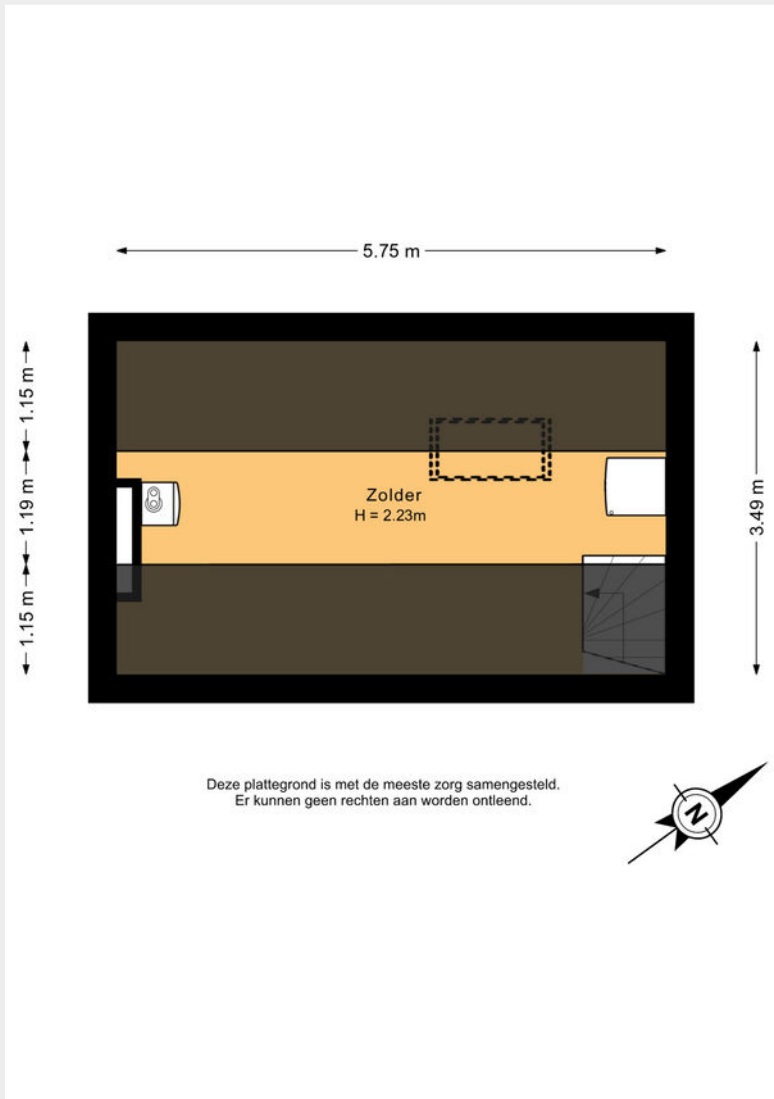 5.75 m
1.15 m
1.19 m
1.15 m
3.49 m
Zolder
H = 2.23m
Deze plattegrond is met de meeste zorg samengesteld.
Er kunnen geen rechten aan worden ontleend.
N